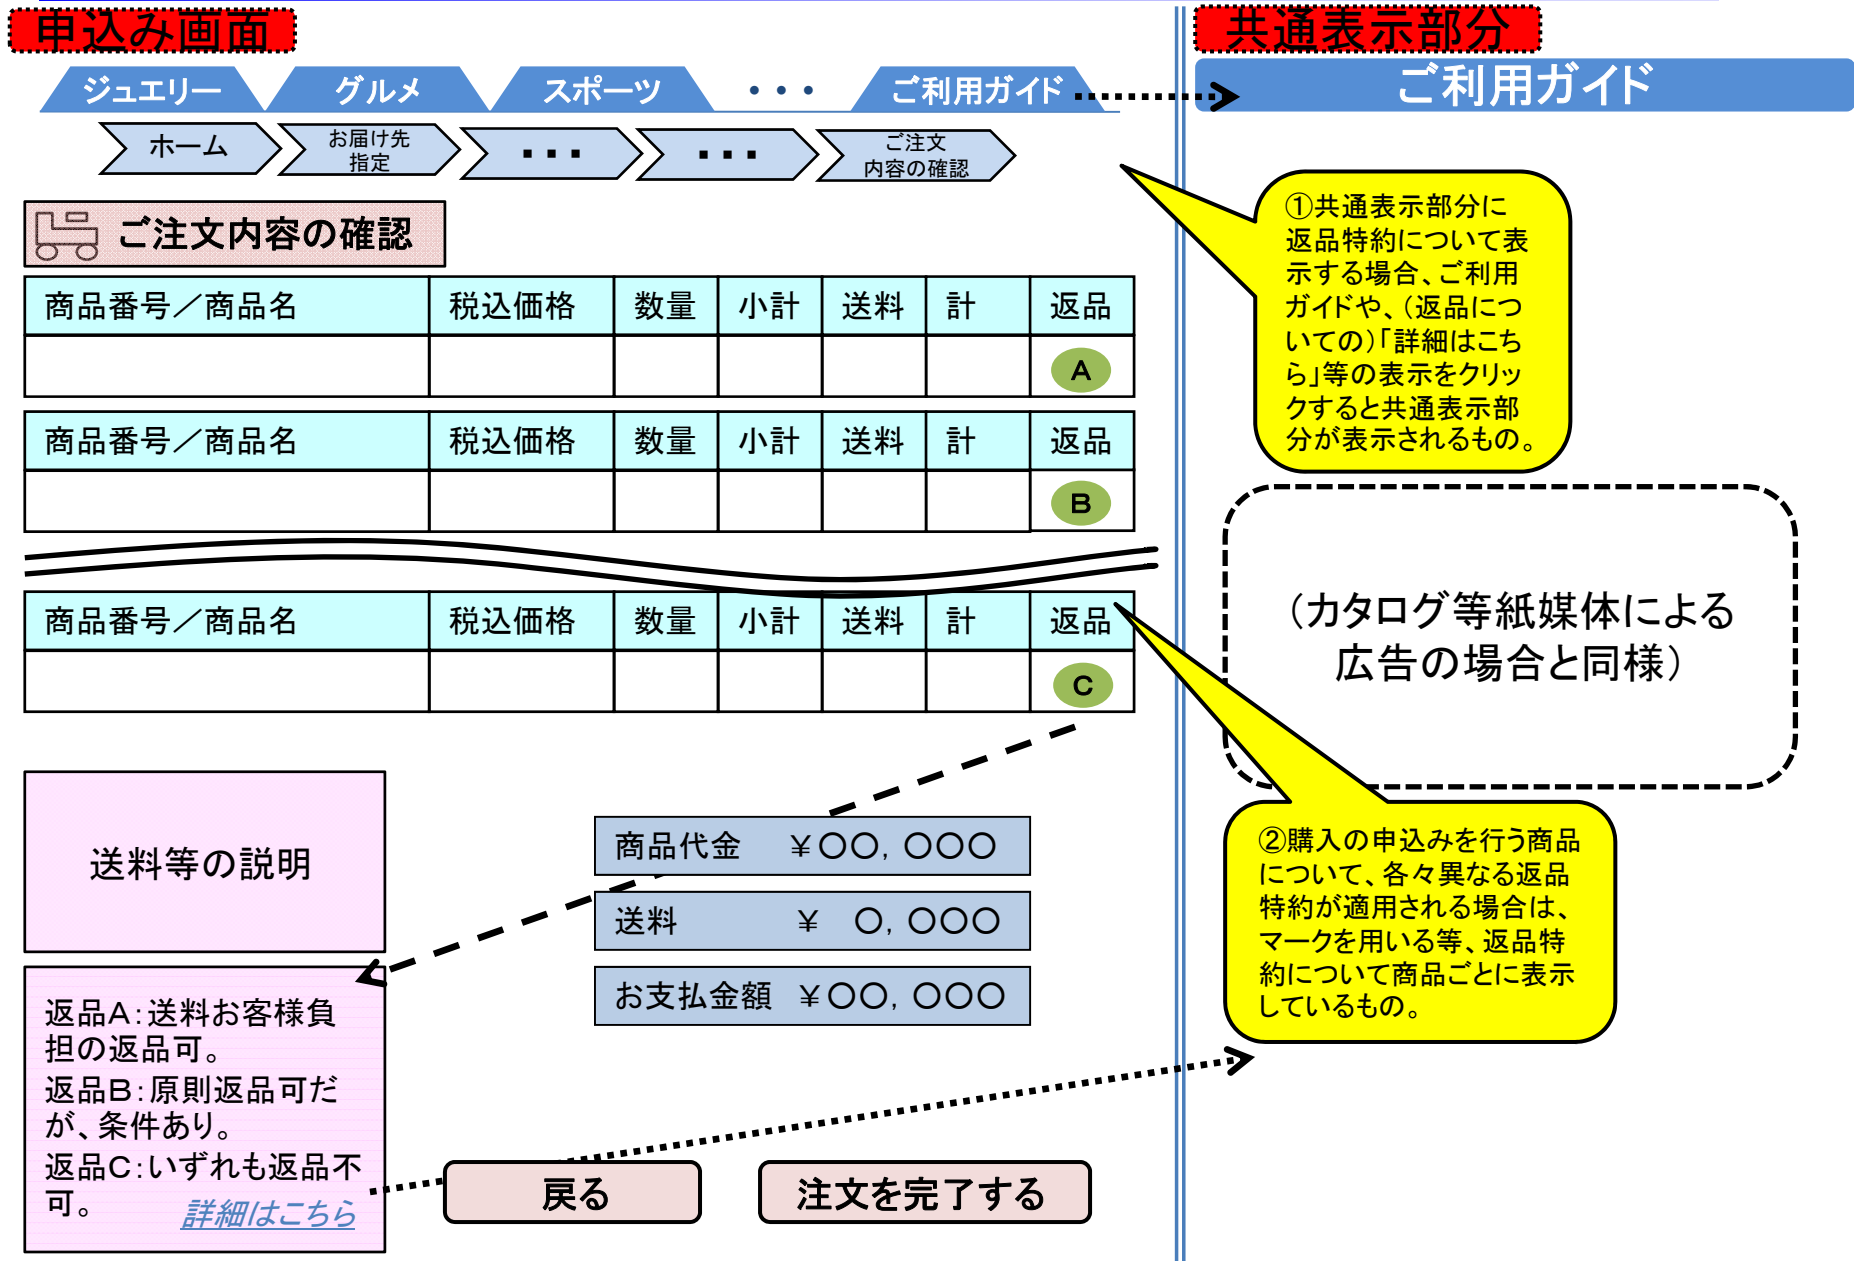 申込み画面
共通表示部分
ジュエリー
グルメ
スポーツ
・・・
ご利用ガイド
ご利用ガイド
ホーム
お届け先
指定
・・・
・・・
ご注文
内容の確認
ご注文内容の確認
商品番号／商品名 税込価格 数量 小計 送料 計 返品
A
商品番号／商品名 税込価格 数量 小計 送料 計 返品
B
商品番号／商品名 税込価格 数量 小計 送料 計 返品
C
①共通表示部分に
返品特約について表
示する場合、ご利用
ガイドや、（返品につ
いての）「詳細はこち
ら」等の表示をクリッ
クすると共通表示部
分が表示されるもの。
（カタログ等紙媒体による
広告の場合と同様）
送料等の説明
商品代金 ￥〇〇，〇〇〇
送料 ￥ 〇，〇〇〇
お支払金額 ￥〇〇，〇〇〇
②購入の申込みを行う商品
について、各々異なる返品
特約が適用される場合は、
マークを用いる等、返品特
約について商品ごとに表示
しているもの。
返品A：送料お客様負
担の返品可。
返品B：原則返品可だ
が、条件あり。
返品C：いずれも返品不
可。
詳細はこちら
戻る
注文を完了する